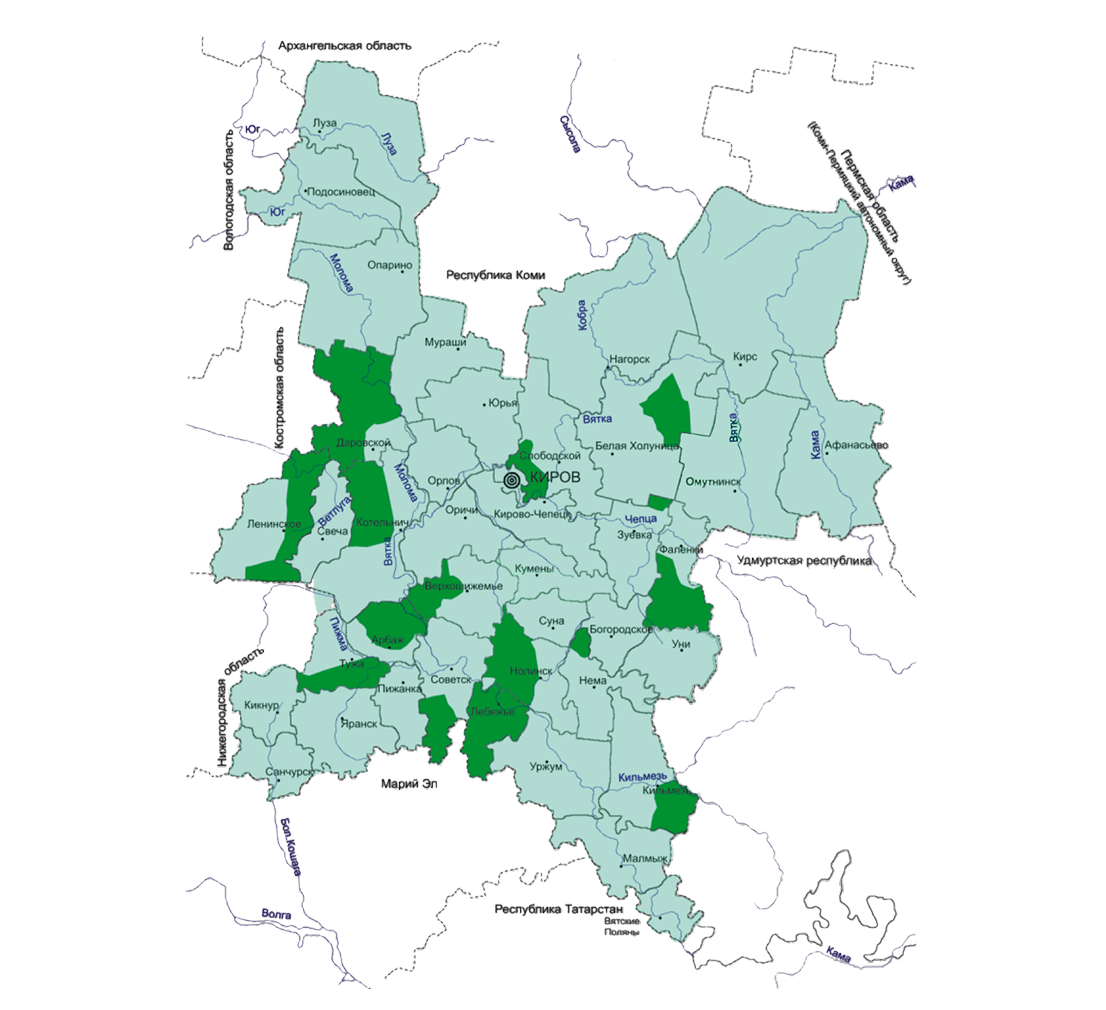 Архангельская область
Юг
Луза
Луза
Сысола
Вологодская область
Пермская область
(Коми-Пермяцкий автономный округ)
Кама
Подосиновец
Юг
Молома
Опарино
Республика Коми
Кобра
Костромская область
Мураши
Нагорск
Кирс
Юрья
Вятка
Вятка
Даровской
Слободской
Белая Холуница
Кама
Афанасьево
Молома
Орлов
КИРОВ
Омутнинск
Ленинское
Ветлуга
Свеча
Котельнич
Оричи
Кирово-Чепецк
Чепца
Зуевка
Фаленки
Удмуртская республика
Вятка
Кумены
Верхошижемье
Пижма
Арбаж
Суна
Богородское
Уни
Нижегородская область
Тужа
Пижанка
Советск
Нолинск
Нема
Кикнур
Яранск
Лебяжье
Санчурск
Марий Эл
Уржум
Кильмезь
Кильмезь
Бол.Кошага
Малмыж
Волга
Республика Татарстан
Вятские
Поляны
Кама